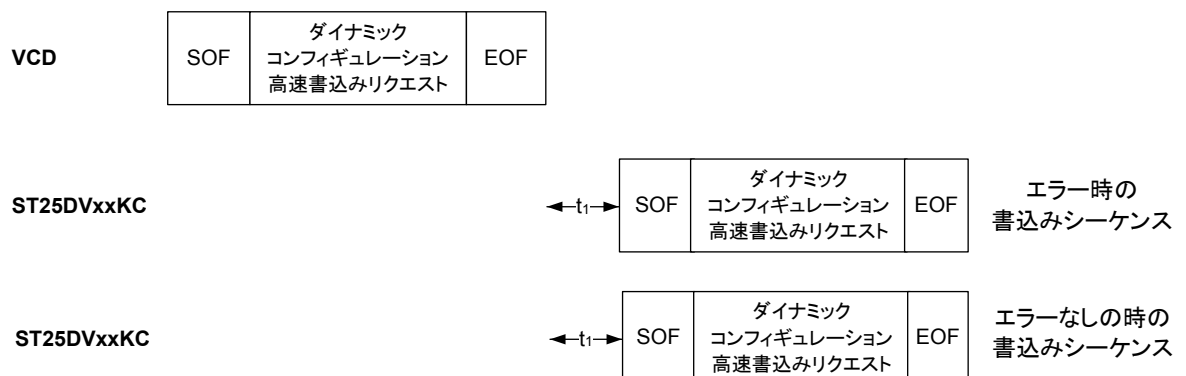 VCD
SOF
ダイナミック
コンフィギュレーション
高速書込みリクエスト
EOF
ST25DVxxKC
t1
SOF
ダイナミック
コンフィギュレーション
高速書込みリクエスト
EOF
エラー時の
書込みシーケンス
ST25DVxxKC
t1
SOF
ダイナミック
コンフィギュレーション
高速書込みリクエスト
EOF
エラーなしの時の
書込みシーケンス